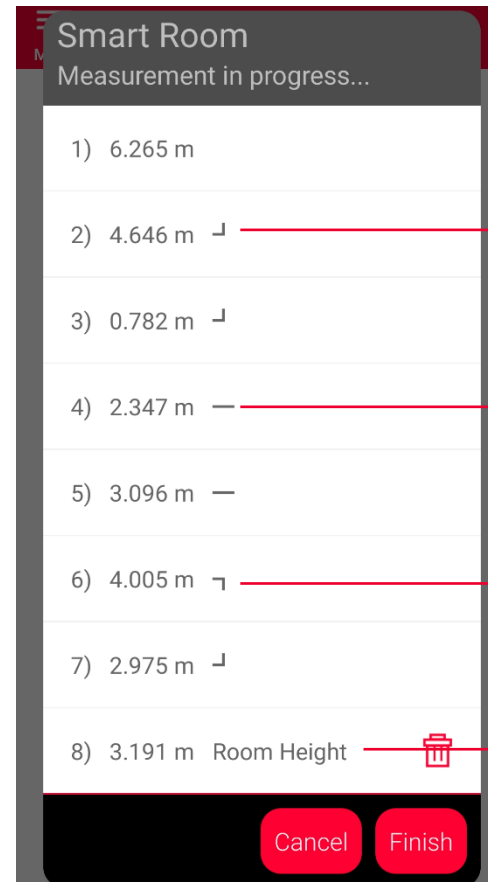 Smart Room
Measurement in progress...
1) 6.265 m
2) 4.646 m
3) 0.782 m
4) 2.347 m
5) 3.096 m
6) 4.005 m
7) 2.975 m
8) 3.191 m Room Height
Cancel Finish